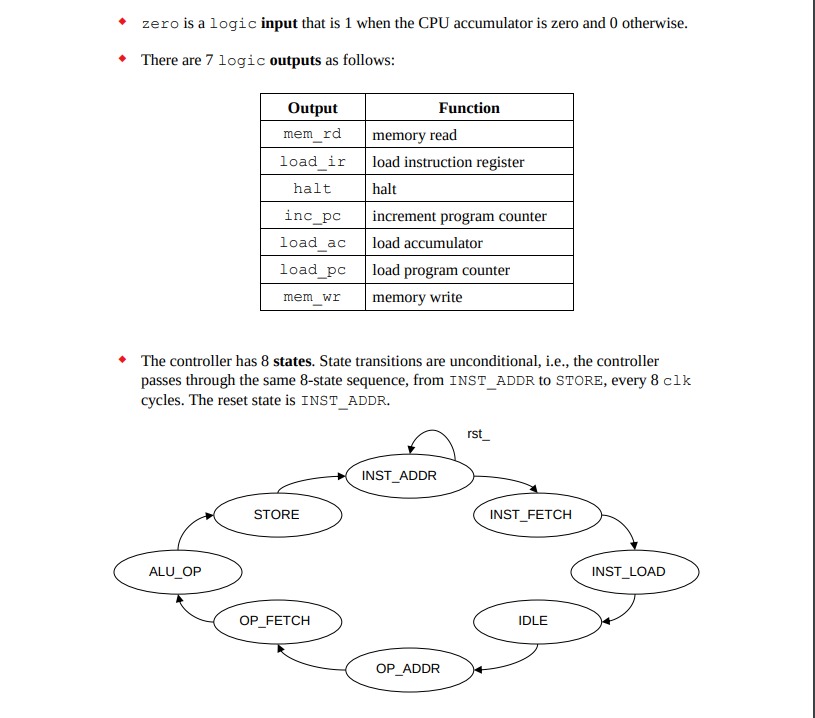 zero is a logic input that is 1 when the CPU accumulator is zero and 0 otherwise.
There are 7 logic outputs as follows:
Output Function
mem_rd memory read
load_ir load instruction register
halt halt
inc_pc increment program counter
load_ac load accumulator
load_pc load program counter
mem_wr memory write
The controller has 8 states. State transitions are unconditional, i.e., the controller
passes through the same 8-state sequence, from INST_ADDR to STORE, every 8 clk
cycles. The reset state is INST_ADDR.
rst_
INST_ADDR
STORE
INST_FETCH
ALU_OP
INST_LOAD
OP_FETCH
IDLE
OP_ADDR